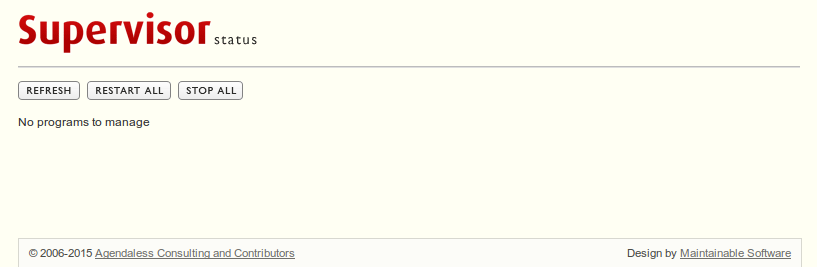 Supervisor status
REFRESH RESTART ALL STOP ALL
No programs to manage
© 2006-2015 Agendaless Consulting and Contributors Design by Maintainable Software